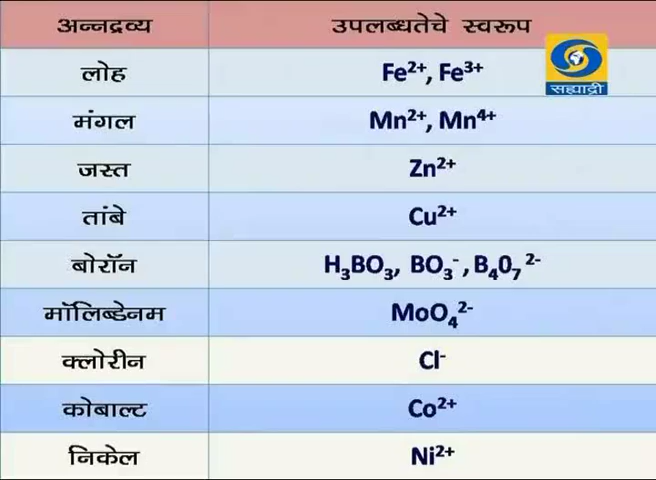 अन्नद्रव्य उपलब्धतेचे स्वरूप
लोह Fe²⁺, Fe³⁺
सह्याद्री
मंगल Mn²⁺, Mn⁴⁺
जस्त Zn²⁺
तांबे Cu²⁺
बोरॉन H₃BO₃, BO₃⁻, B₄0₇²⁻
मॉलिब्डेनम MoO₄²⁻
क्लोरीन Cl⁻
कोबाल्ट Co²⁺
निकेल Ni²⁺